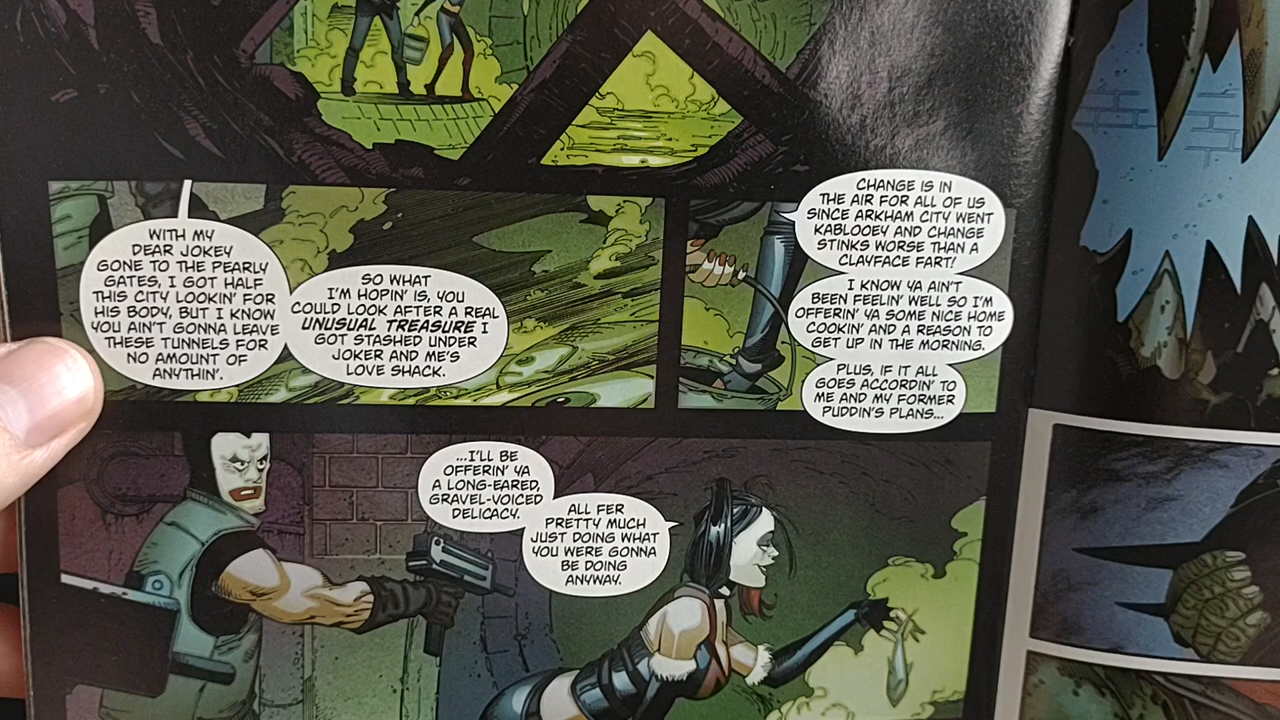 WITH MY
DEAR JOKEY
GONE TO THE PEARLY
GATES, I GOT HALF
THIS CITY LOOKIN' FOR
HIS BODY, BUT I KNOW
YOU AIN'T GONNA LEAVE
THESE TUNNELS FOR
NO AMOUNT OF
ANYTHIN'.
SO WHAT
I'M HOPIN' IS, YOU
COULD LOOK AFTER A REAL
UNUSUAL TREASURE I
GOT STASHED UNDER
JOKER AND ME'S
LOVE SHACK.
CHANGE IS IN
THE AIR FOR ALL OF US
SINCE ARKHAM CITY WENT
KABLOOEY AND CHANGE
STINKS WORSE THAN A
CLAYFACE FART!
I KNOW YA AIN'T
BEEN FEELIN' WELL SO I'M
OFFERIN' YA SOME NICE HOME
COOKIN' AND A REASON TO
GET UP IN THE MORNING.
PLUS, IF IT ALL
GOES ACCORDIN' TO
ME AND MY FORMER
PUDDIN'S PLANS...
...I'LL BE
OFFERIN' YA
A LONG-EARED,
GRAVEL-VOICED
DELICACY.
ALL FER
PRETTY MUCH
JUST DOING WHAT
YOU WERE GONNA
BE DOING
ANYWAY.